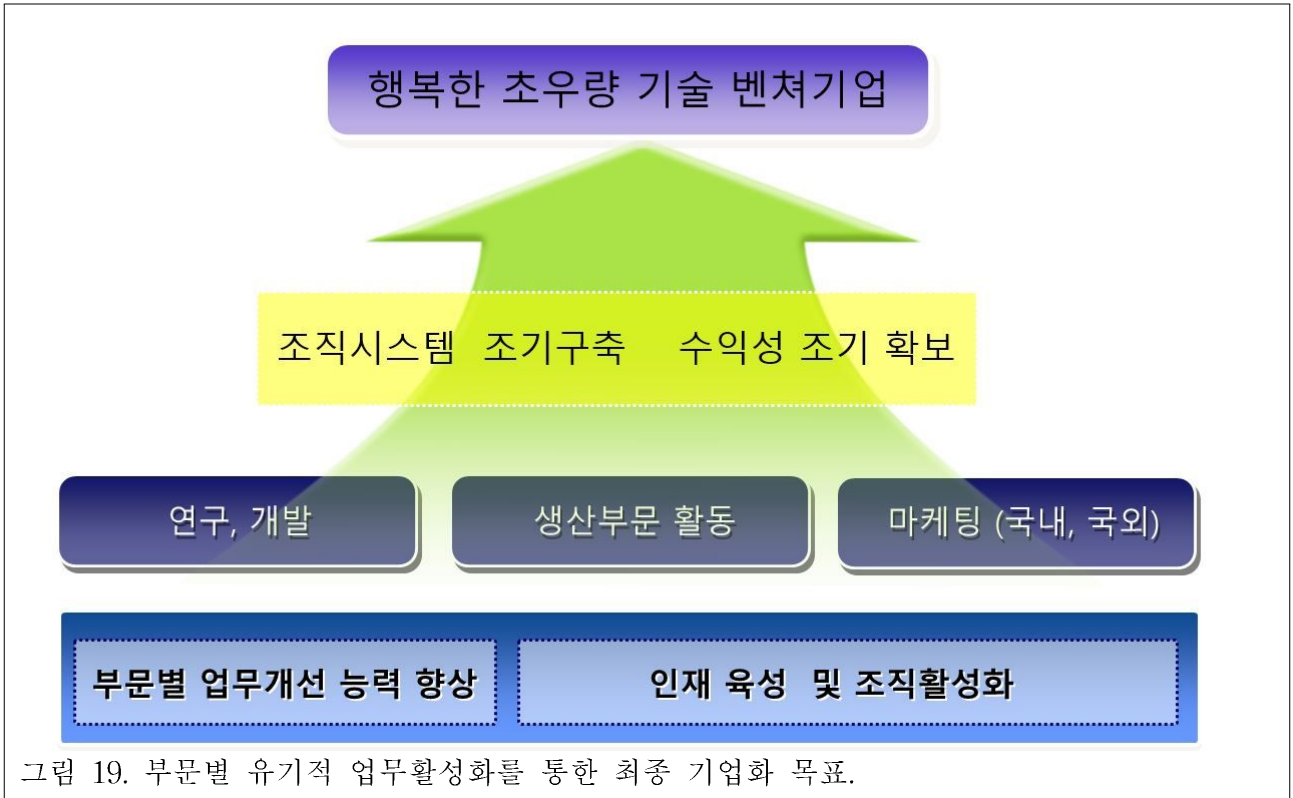 행복한 초우량 기술 벤쳐기업
조직시스템 조기구축 수익성 조기 확보
연구, 개발 생산부문 활동 마케팅 (국내, 국외)
부문별 업무개선 능력 향상 인재 육성 및 조직활성화
그림 19. 부문별 유기적 업무활성화를 통한 최종 기업화 목표.